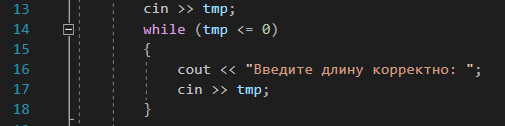 13 cin >> tmp;
14 while (tmp <= 0)
15 {
16 cout << "Введите длину корректно: ";
17 cin >> tmp;
18 }